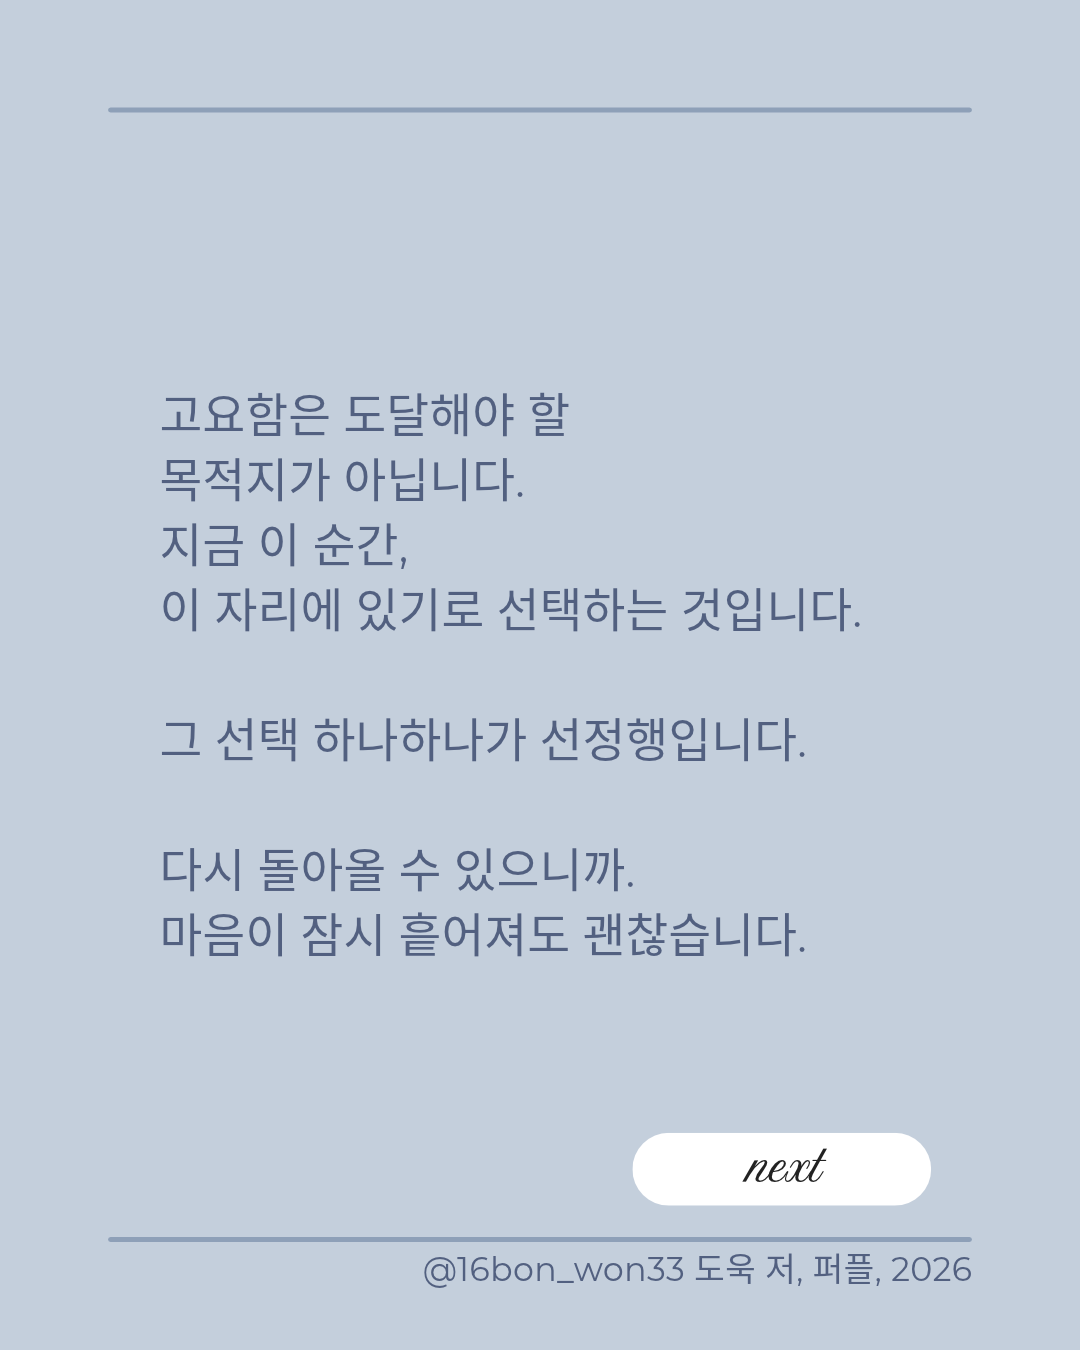 고요함은 도달해야 할
목적지가 아닙니다.
지금 이 순간,
이 자리에 있기로 선택하는 것입니다.
그 선택 하나하나가 선정행입니다.
다시 돌아올 수 있으니까.
마음이 잠시 흩어져도 괜찮습니다.
next
@16bon_won33 도욱 저, 퍼플, 2026